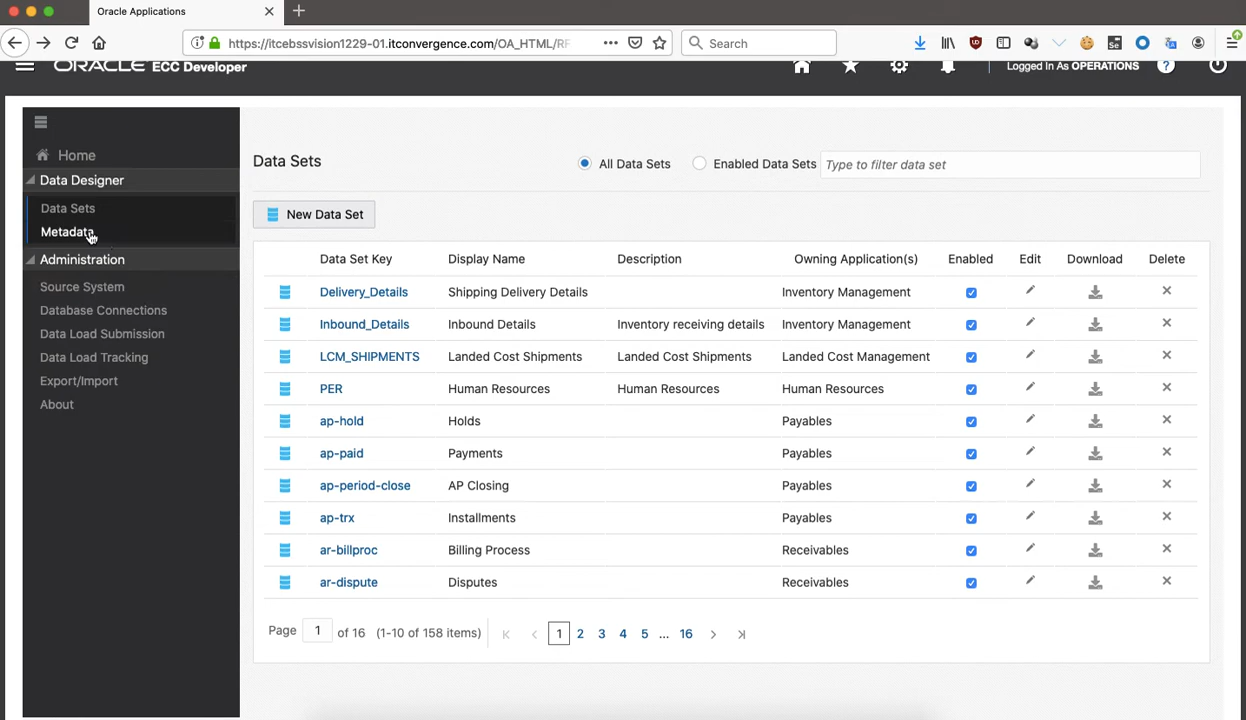 Oracle Applications
https://itcebssvision1229-01.itconvergence.com/OA_HTML/RF
Search
ORACLE ECC Developer
Logged In As OPERATIONS
Home
Data Designer
Data Sets
Metadata
Administration
Source System
Database Connections
Data Load Submission
Data Load Tracking
Export/Import
About
Data Sets
All Data Sets Enabled Data Sets Type to filter data set
New Data Set
Data Set Key Display Name Description Owning Application(s) Enabled Edit Download Delete
Delivery_Details Shipping Delivery Details Inventory Management
Inbound_Details Inbound Details Inventory receiving details Inventory Management
LCM_SHIPMENTS Landed Cost Shipments Landed Cost Shipments Landed Cost Management
PER Human Resources Human Resources Human Resources
ap-hold Holds Payables
ap-paid Payments Payables
ap-period-close AP Closing Payables
ap-trx Installments Payables
ar-billproc Billing Process Receivables
ar-dispute Disputes Receivables
Page 1 of 16 (1-10 of 158 items) 1 2 3 4 5 ... 16